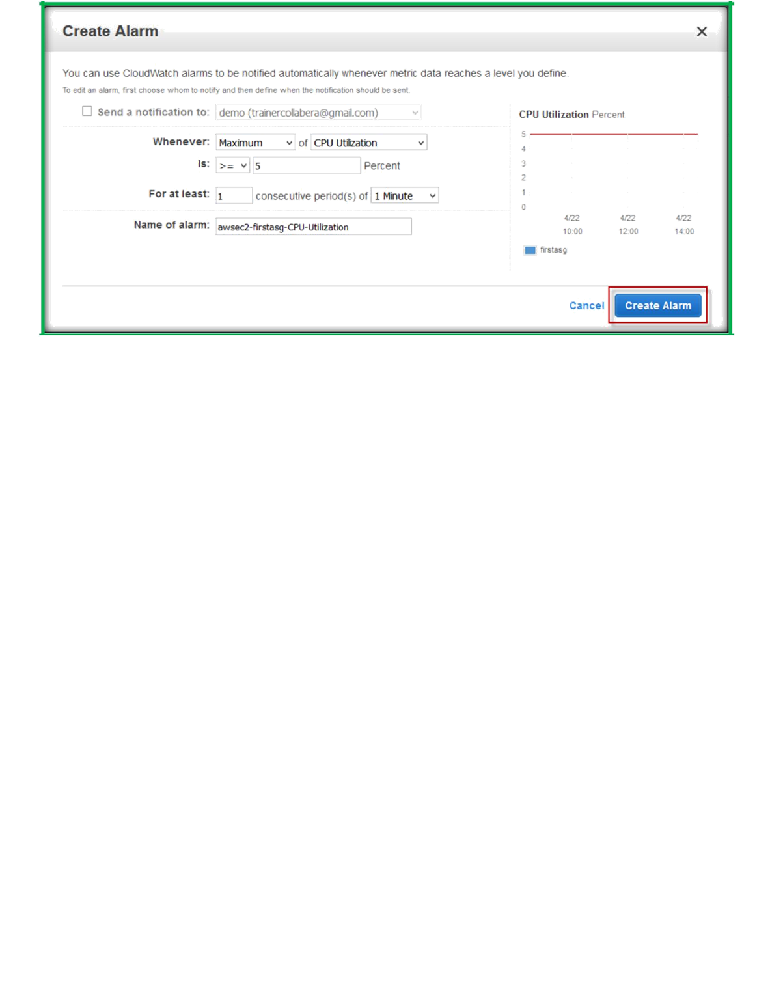 Create Alarm
You can use CloudWatch alarms to be notified automatically whenever metric data reaches a level you define.
To edit an alarm, first choose whom to notify and then define when the notification should be sent.
Send a notification to: demo (trainercollabera@gmail.com)
Whenever: Maximum of CPU Utilization
Is: >= 5 Percent
For at least: 1 consecutive period(s) of 1 Minute
Name of alarm: awsec2-firstasg-CPU-Utilization
CPU Utilization Percent
5
4
3
2
1
0
4/22 4/22 4/22
10:00 12:00 14:00
firstasg
Cancel Create Alarm